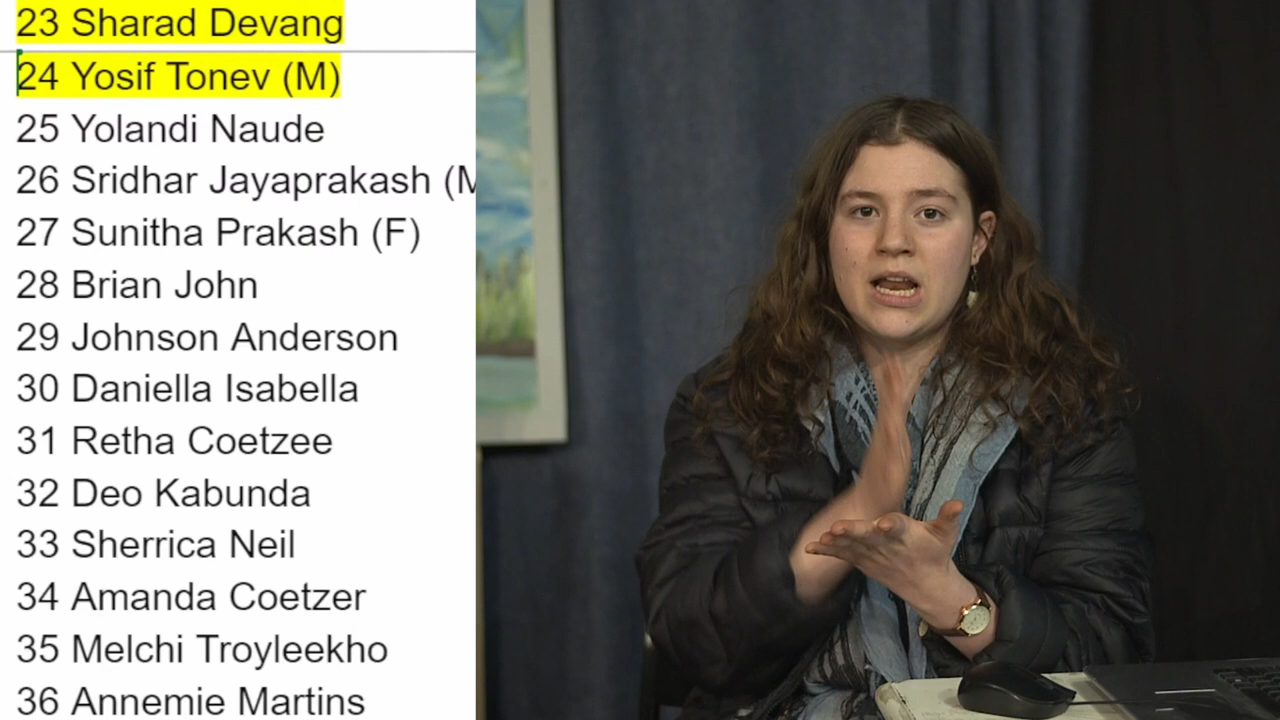 23 Sharad Devang
24 Yosif Tonev (M)
25 Yolandi Naude
26 Sridhar Jayaprakash (M
27 Sunitha Prakash (F)
28 Brian John
29 Johnson Anderson
30 Daniella Isabella
31 Retha Coetzee
32 Deo Kabunda
33 Sherrica Neil
34 Amanda Coetzer
35 Melchi Troyleekho
36 Annemie Martins